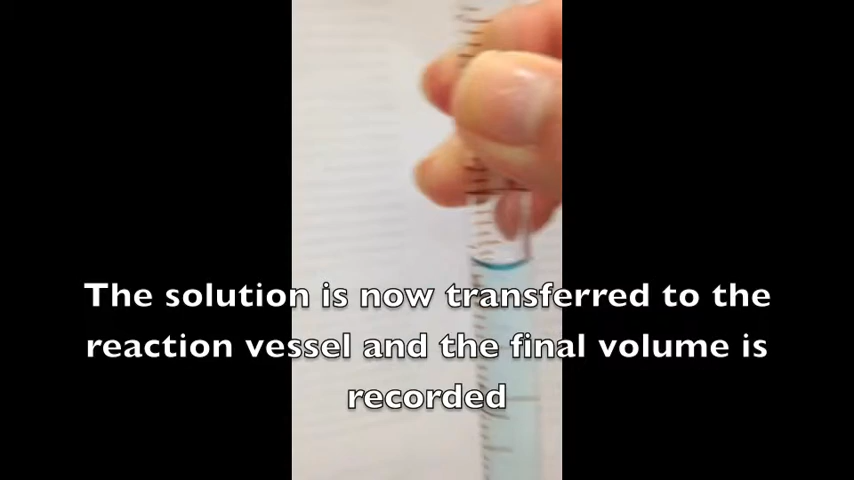 The solution is now transferred to the
reaction vessel and the final volume is
recorded